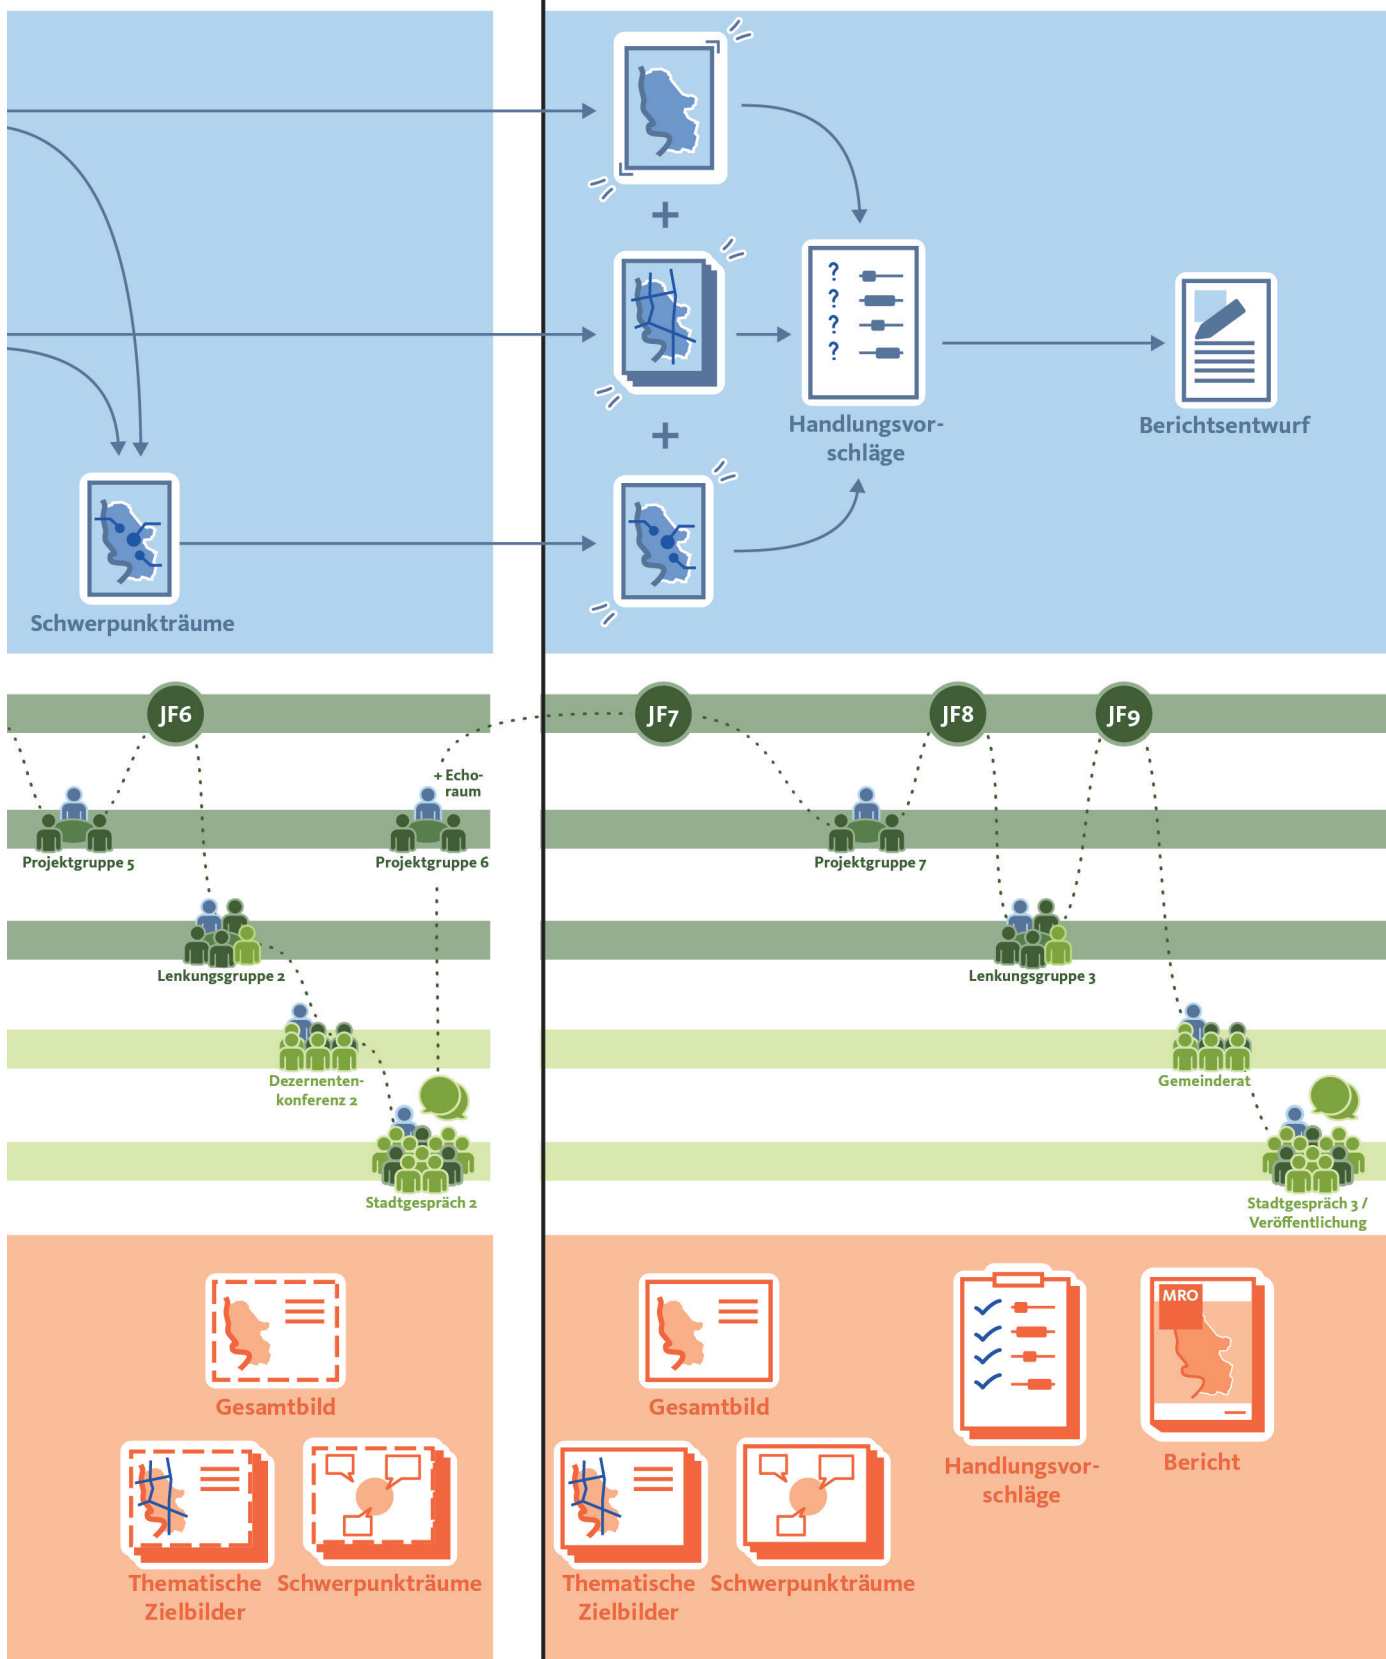 ?
?
?
?
Handlungsvor-
schläge
Berichtsentwurf
Schwerpunkträume
JF6
JF7
JF8
JF9
+ Echo-
raum
Projektgruppe 5
Projektgruppe 6
Projektgruppe 7
Lenkungsgruppe 2
Lenkungsgruppe 3
Dezernenten-
konferenz 2
Gemeinderat
Stadtgespräch 2
Stadtgespräch 3 /
Veröffentlichung
Gesamtbild
Thematische
Zielbilder
Schwerpunkträume
Gesamtbild
Thematische
Zielbilder
Schwerpunkträume
Handlungsvor-
schläge
MRO
Bericht